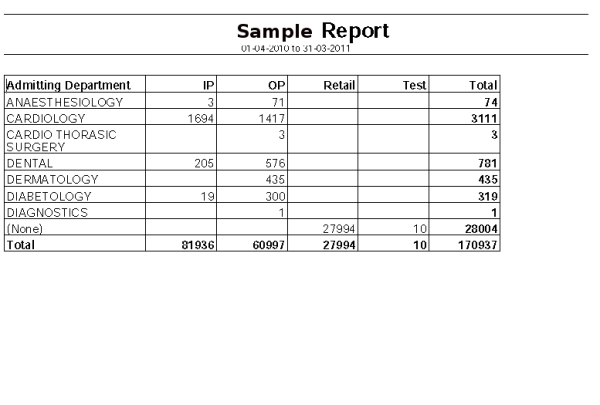 Sample Report
01-04-2010 to 31-03-2011
Admitting Department IP OP Retail Test Total
ANAESTHESIOLOGY 3 71 74
CARDIOLOGY 1694 1417 3111
CARDIO THORASIC 3 3
SURGERY
DENTAL 205 576 781
DERMATOLOGY 435 435
DIABETOLOGY 19 300 319
DIAGNOSTICS 1 1
(None) 27994 10 28004
Total 81936 60997 27994 10 170937